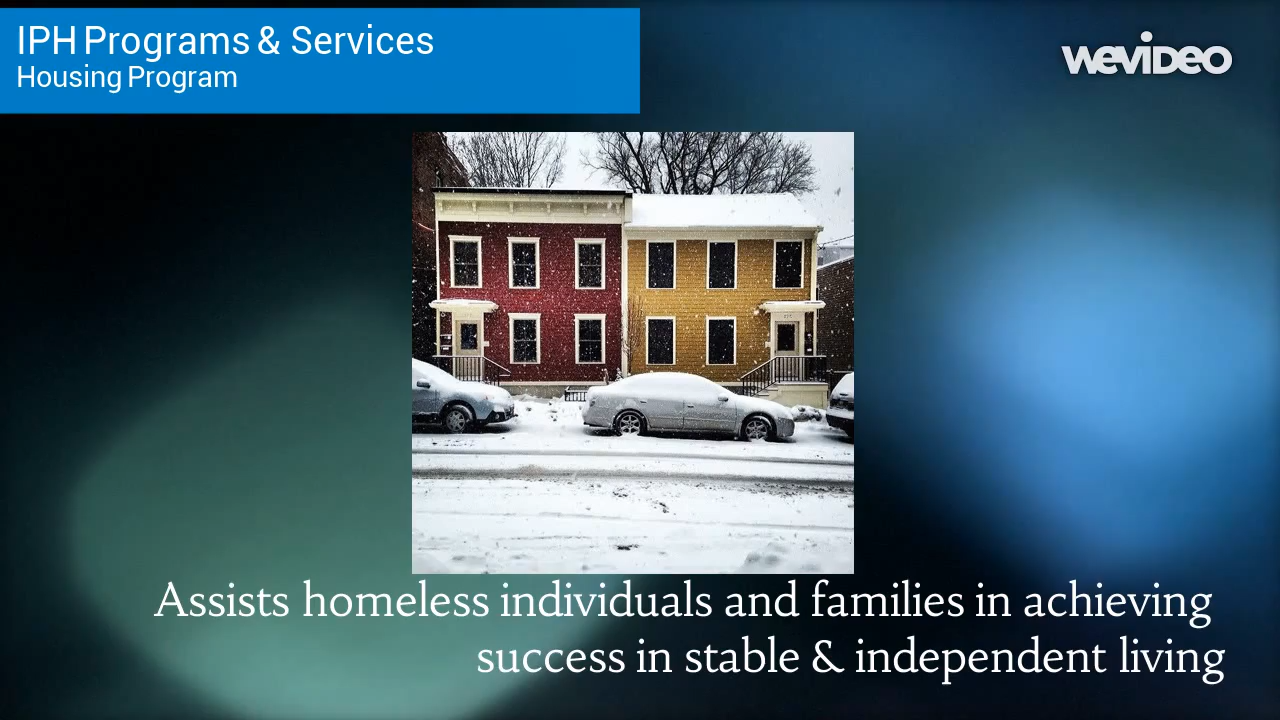 IPH Programs & Services
Housing Program
wevideo
Assists homeless individuals and families in achieving
success in stable & independent living